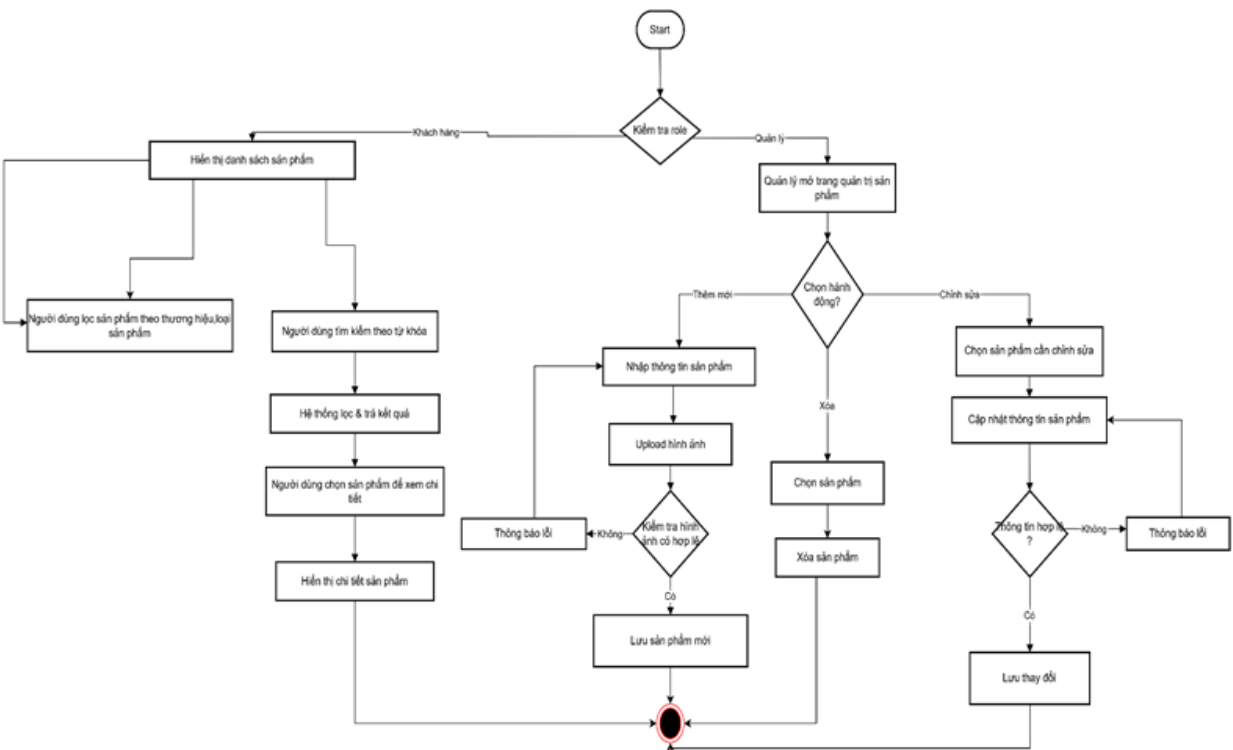 Start
Kiểm tra role
Khách hàng
Quản lý
Hiển thị danh sách sản phẩm
Quản lý mở trang quản trị sản
phẩm
Chọn hành
động?
Thêm mới
Chỉnh sửa
Người dùng lọc sản phẩm theo thương hiệu,loại
sản phẩm
Người dùng tìm kiếm theo từ khóa
Chọn sản phẩm cần chỉnh sửa
Nhập thông tin sản phẩm
Xóa
Hệ thống lọc & trả kết quả
Cập nhật thông tin sản phẩm
Upload hình ảnh
Người dùng chọn sản phẩm để xem chi
tiết
Chọn sản phẩm
Thông báo lỗi
Không
Kiểm tra hình
ảnh có hợp lệ
Thông tin hợp lệ
?
Không
Thông báo lỗi
Xóa sản phẩm
Hiển thị chi tiết sản phẩm
Có
Có
Lưu sản phẩm mới
Lưu thay đổi